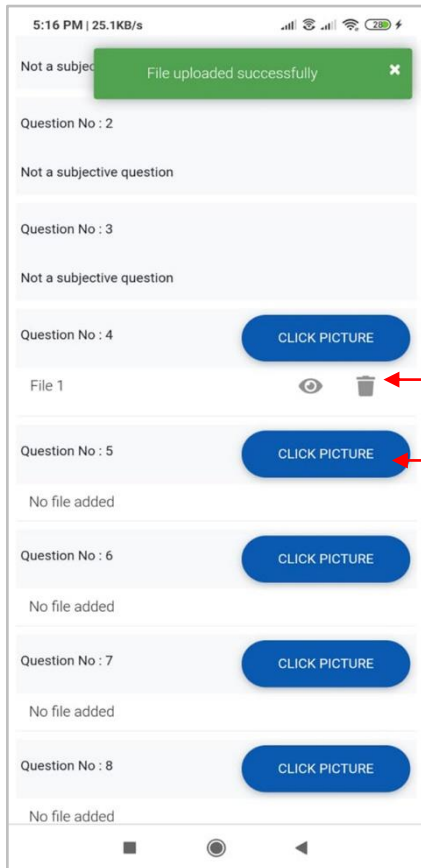 5:16 PM | 25.1KB/s 28
Not a subjec
File uploaded successfully
Question No : 2
Not a subjective question
Question No : 3
Not a subjective question
Question No : 4 CLICK PICTURE
File 1
Question No : 5 CLICK PICTURE
No file added
Question No : 6 CLICK PICTURE
No file added
Question No : 7 CLICK PICTURE
No file added
Question No : 8 CLICK PICTURE
No file added